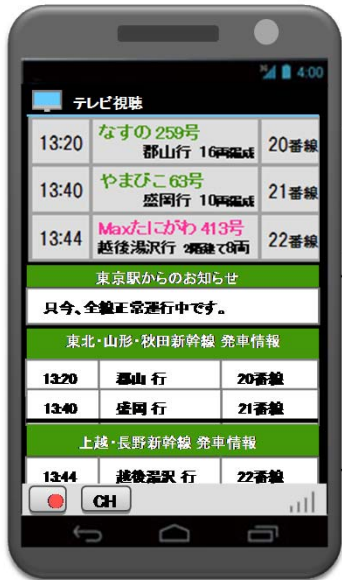 3G 4:00
テレビ視聴
13:20 なすの 259号 20番線
郡山行 16両編成
13:40 やまびこ 63号 21番線
盛岡行 10両編成
13:44 Maxたにがわ 413号 22番線
越後湯沢行 2階建て8両
東京駅からのお知らせ
只今、全線正常運行中です。
東北・山形・秋田新幹線 発車情報
13:20 郡山 行 20番線
13:40 盛岡 行 21番線
上越・長野新幹線 発車情報
13:44 越後湯沢 行 22番線
CH